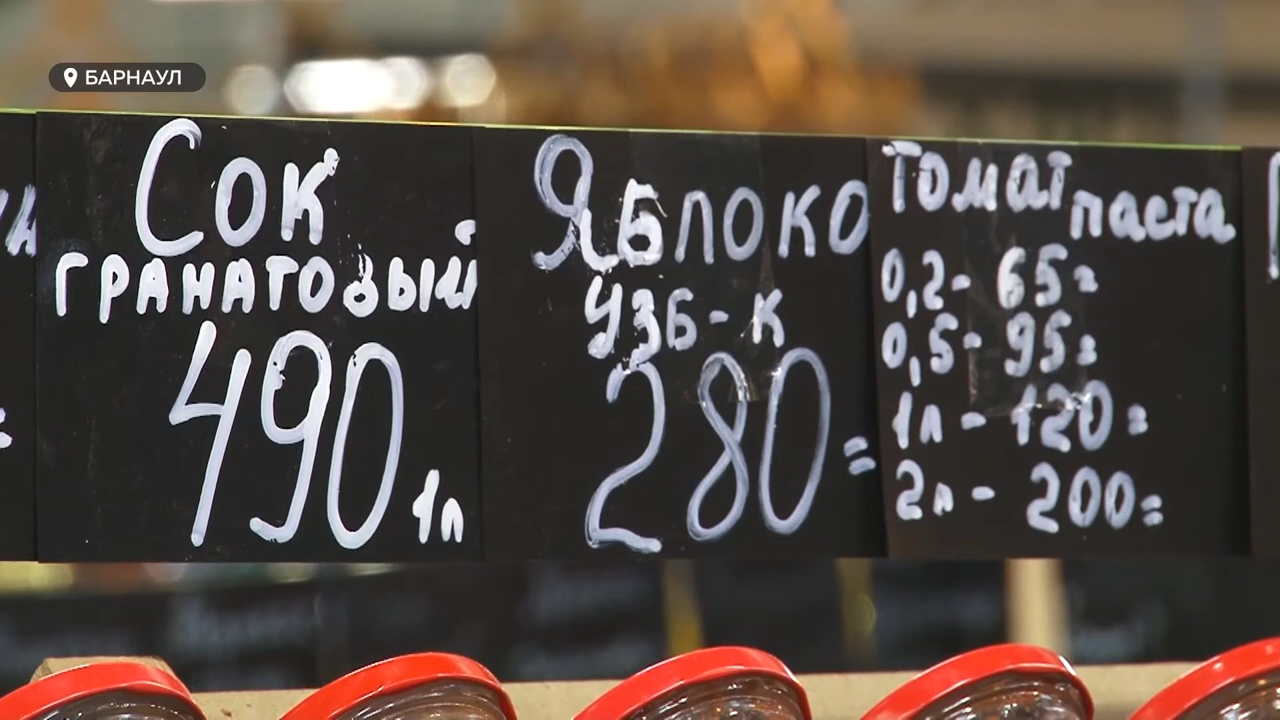 БАРНАУЛ
Сок
гранатовый
490
1л
Яблоко
узб-к
280=
Томат
паста
0,2- 65=
0,5- 95=
1л- 120=
2л- 200=